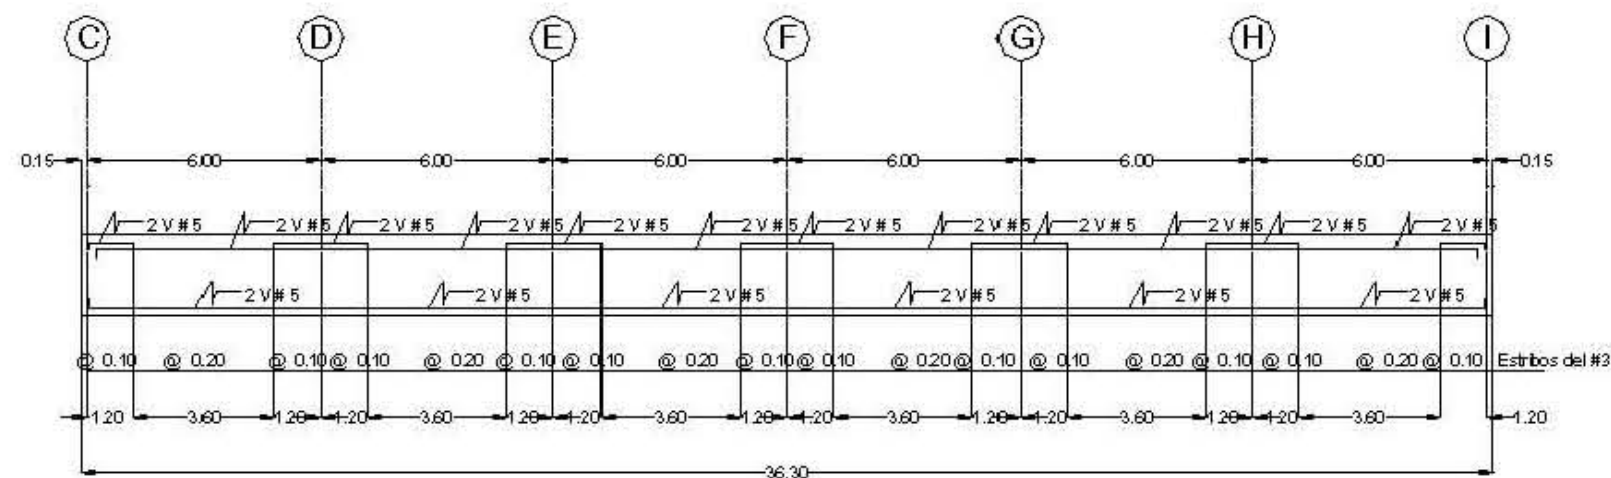 C D E F G H I
0.15 6.00 6.00 6.00 6.00 6.00 6.00 0.15
2 V # 5 2 V # 5 2 V # 5 2 V # 5 2 V # 5 2 V # 5 2 V # 5 2 V # 5 2 V # 5 2 V # 5 2 V # 5 2 V # 5
2 V # 5 2 V # 5 2 V # 5 2 V # 5 2 V # 5 2 V # 5
@ 0.10 @ 0.20 @ 0.10 @ 0.10 @ 0.20 @ 0.10 @ 0.10 @ 0.20 @ 0.10 @ 0.10 @ 0.20 @ 0.10 @ 0.10 @ 0.20 @ 0.10 @ 0.10 @ 0.20 @ 0.10 Estribos del #3
1.20 3.60 1.20 1.20 3.60 1.20 1.20 3.60 1.20 1.20 3.60 1.20 1.20 3.60 1.20 1.20 3.60 1.20
36.30